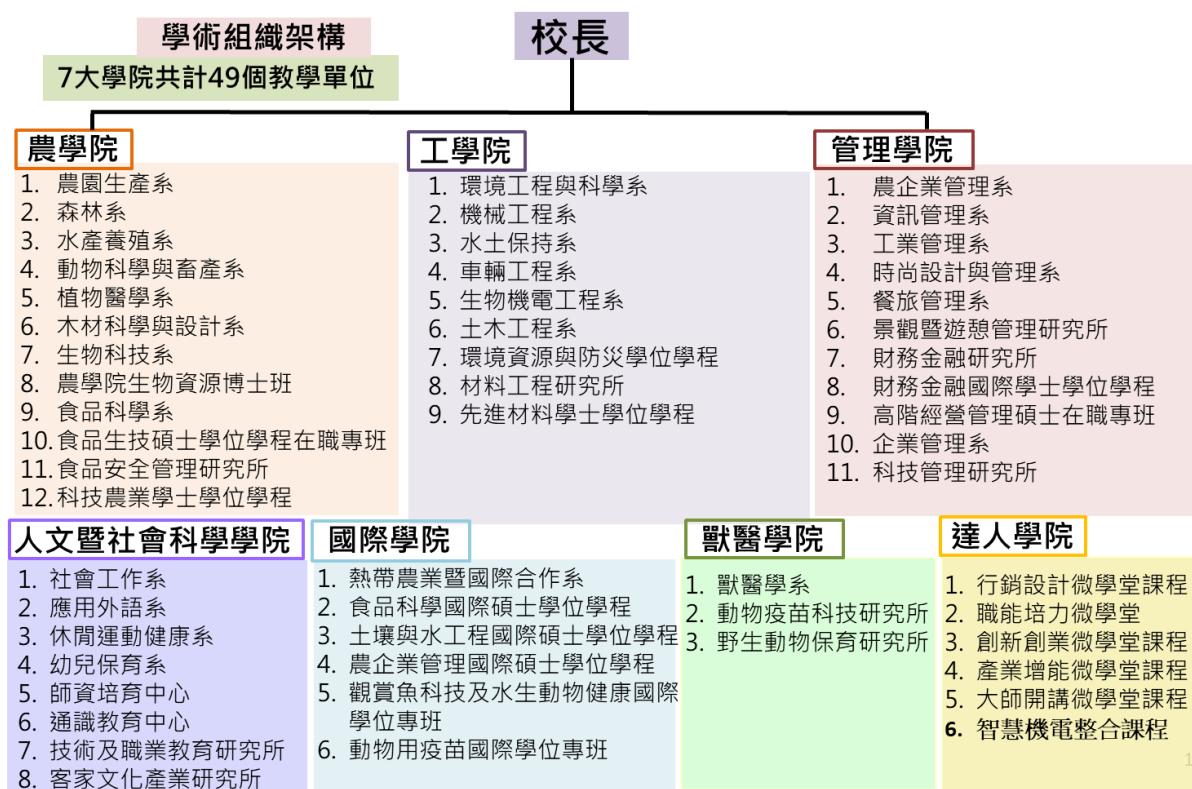 學術組織架構
校長
7大學院共計49個教學單位
農學院
1. 農園生產系
2. 森林系
3. 水產養殖系
4. 動物科學與畜產系
5. 植物醫學系
6. 木材科學與設計系
7. 生物科技系
8. 農學院生物資源博士班
9. 食品科學系
10. 食品生技碩士學位學程在職專班
11. 食品安全管理研究所
12. 科技農業學士學位學程
工學院
1. 環境工程與科學系
2. 機械工程系
3. 水土保持系
4. 車輛工程系
5. 生物機電工程系
6. 土木工程系
7. 環境資源與防災學位學程
8. 材料工程研究所
9. 先進材料學士學位學程
管理學院
1. 農企業管理系
2. 資訊管理系
3. 工業管理系
4. 時尚設計與管理系
5. 餐旅管理系
6. 景觀暨遊憩管理研究所
7. 財務金融研究所
8. 財務金融國際學士學位學程
9. 高階經營管理碩士在職專班
10. 企業管理系
11. 科技管理研究所
人文暨社會科學學院
1. 社會工作系
2. 應用外語系
3. 休閒運動健康系
4. 幼兒保育系
5. 師資培育中心
6. 通識教育中心
7. 技術及職業教育研究所
8. 客家文化產業研究所
國際學院
1. 熱帶農業暨國際合作系
2. 食品科學國際碩士學位學程
3. 土壤與水工程國際碩士學位學程
4. 農企業管理國際碩士學位學程
5. 觀賞魚科技及水生動物健康國際
學位專班
6. 動物用疫苗國際學位專班
獸醫學院
1. 獸醫學系
2. 動物疫苗科技研究所
3. 野生動物保育研究所
達人學院
1. 行銷設計微學堂課程
2. 職能培力微學堂
3. 創新創業微學堂課程
4. 產業增能微學堂課程
5. 大師開講微學堂課程
6. 智慧機電整合課程
1